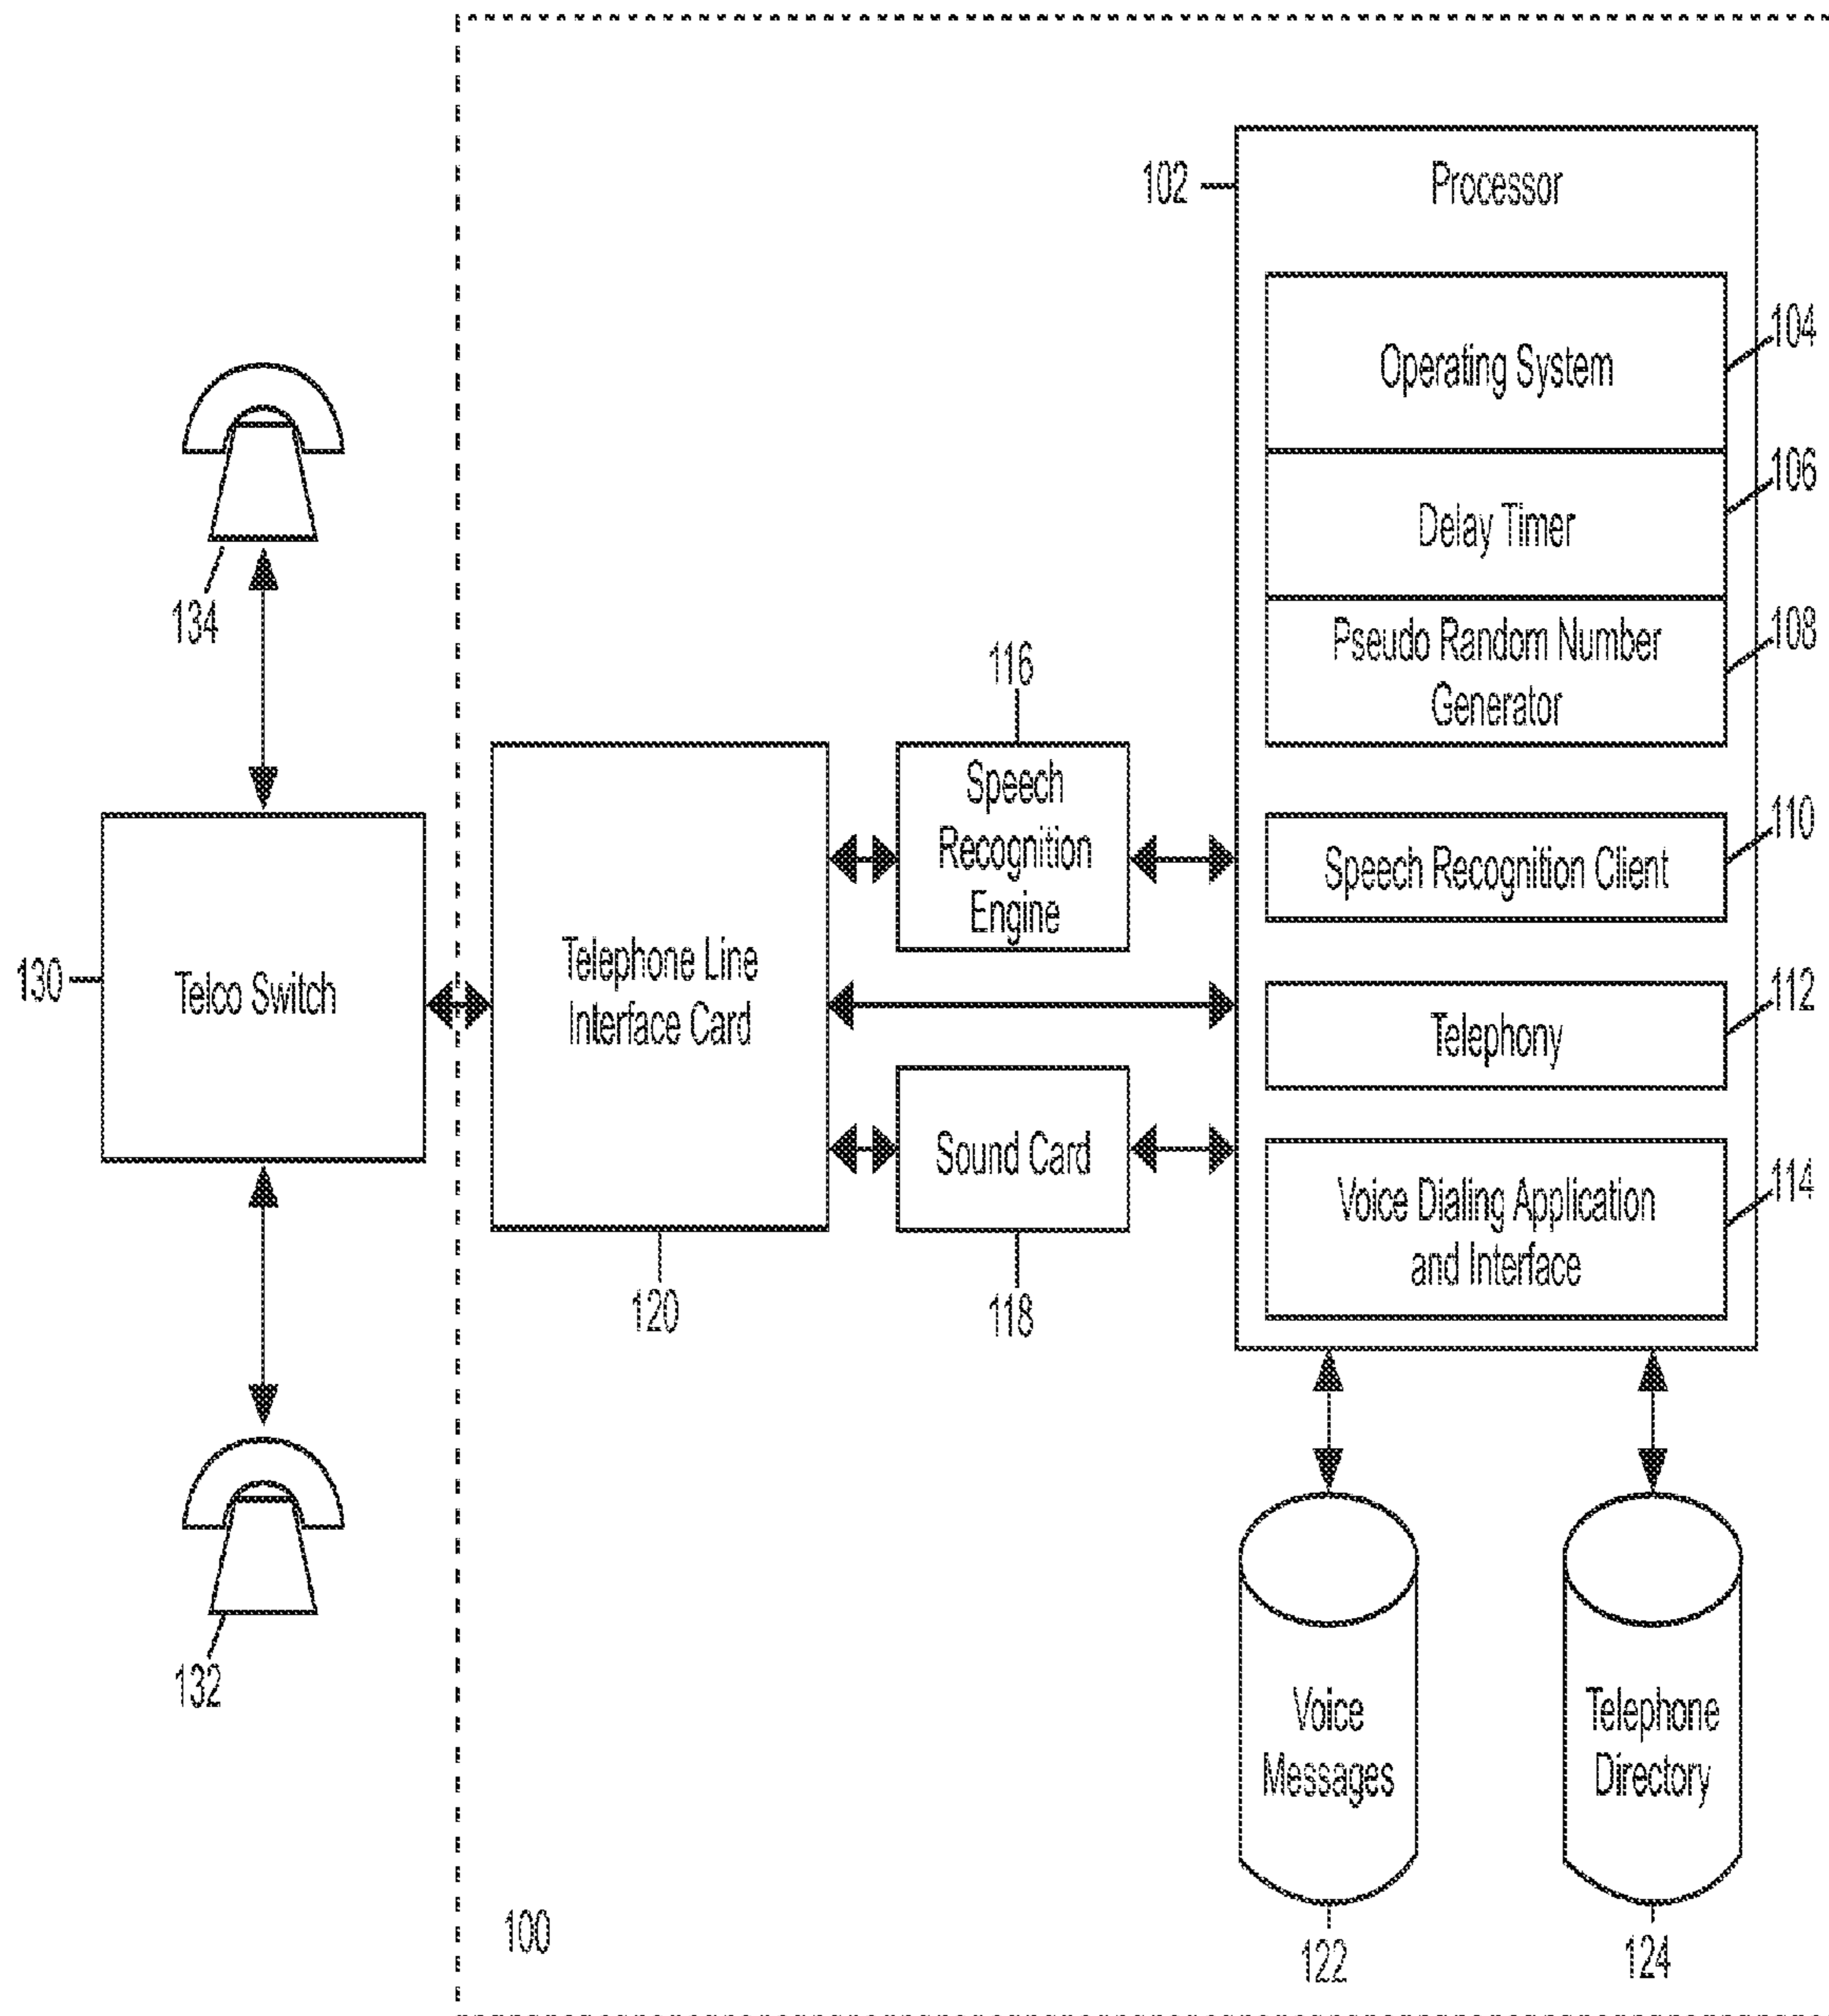 102
Processor
104
Operating System
106
Delay Timer
134
108
Pseudo Random Number
Generator
116
Speech
Recognition
Engine
110
Speech Recognition Client
130
Telco Switch
Telephone Line
Interface Card
112
Telephony
Sound Card
114
Voice Dialing Application
and Interface
120
118
132
Voice
Messages
Telephone
Directory
100
122
124